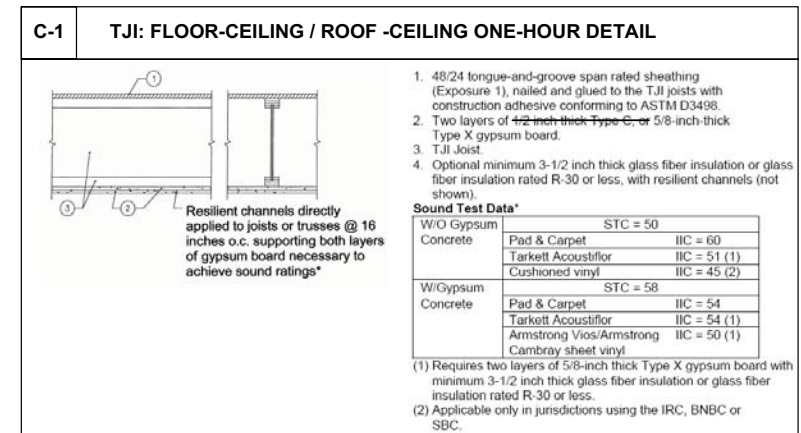 C-1 TJI: FLOOR-CEILING / ROOF -CEILING ONE-HOUR DETAIL
1
3
2
Resilient channels directly
applied to joists or trusses @ 16
inches o.c. supporting both layers
of gypsum board necessary to
achieve sound ratings*
1. 48/24 tongue-and-groove span rated sheathing
(Exposure 1), nailed and glued to the TJI joists with
construction adhesive conforming to ASTM D3498.
2. Two layers of 1/2 inch thick Type C, or 5/8-inch-thick
Type X gypsum board.
3. TJI Joist.
4. Optional minimum 3-1/2 inch thick glass fiber insulation or glass
fiber insulation rated R-30 or less, with resilient channels (not
shown).
Sound Test Data*
W/O Gypsum STC = 50
Concrete Pad & Carpet IIC = 60
Tarkett Acoustiflor IIC = 51 (1)
Cushioned vinyl IIC = 45 (2)
W/Gypsum STC = 58
Concrete Pad & Carpet IIC = 54
Tarkett Acoustiflor IIC = 54 (1)
Armstrong Vios/Armstrong IIC = 50 (1)
Cambray sheet vinyl
(1) Requires two layers of 5/8-inch thick Type X gypsum board with
minimum 3-1/2 inch thick glass fiber insulation or glass fiber
insulation rated R-30 or less.
(2) Applicable only in jurisdictions using the IRC, BNBC or
SBC.